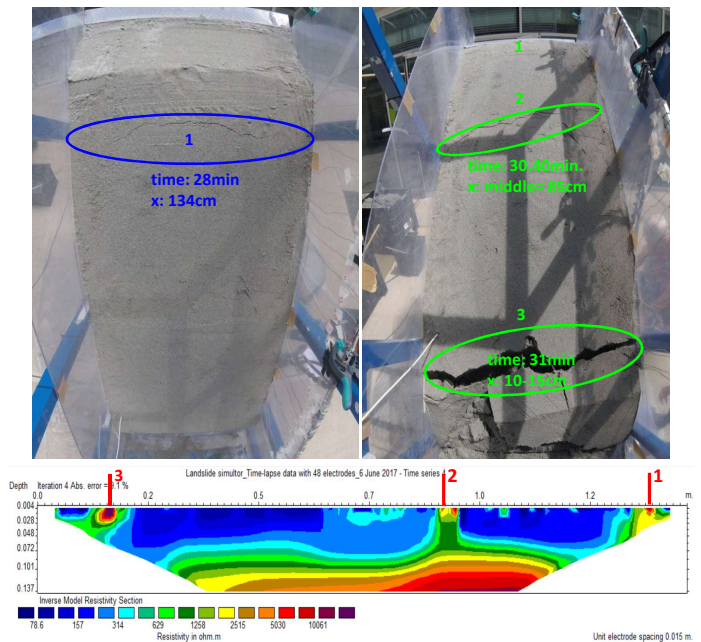 1
time: 28min
x: 134cm
1
2
time: 30-40min.
x: middle= 85cm
3
time: 31min
x: 10-15cm
Landslide simultor_Time-lapse data with 48 electrodes_6 June 2017 - Time series
Depth Iteration 4 Abs. error = .1 %
3
2
1
0.0 0.2 0.5 0.7 1.0 1.2 m.
0.004
0.028
0.048
0.072
0.101
0.137
Inverse Model Resistivity Section
78.6 157 314 629 1258 2515 5030 10061
Resistivity in ohm.m
Unit electrode spacing 0.015 m.